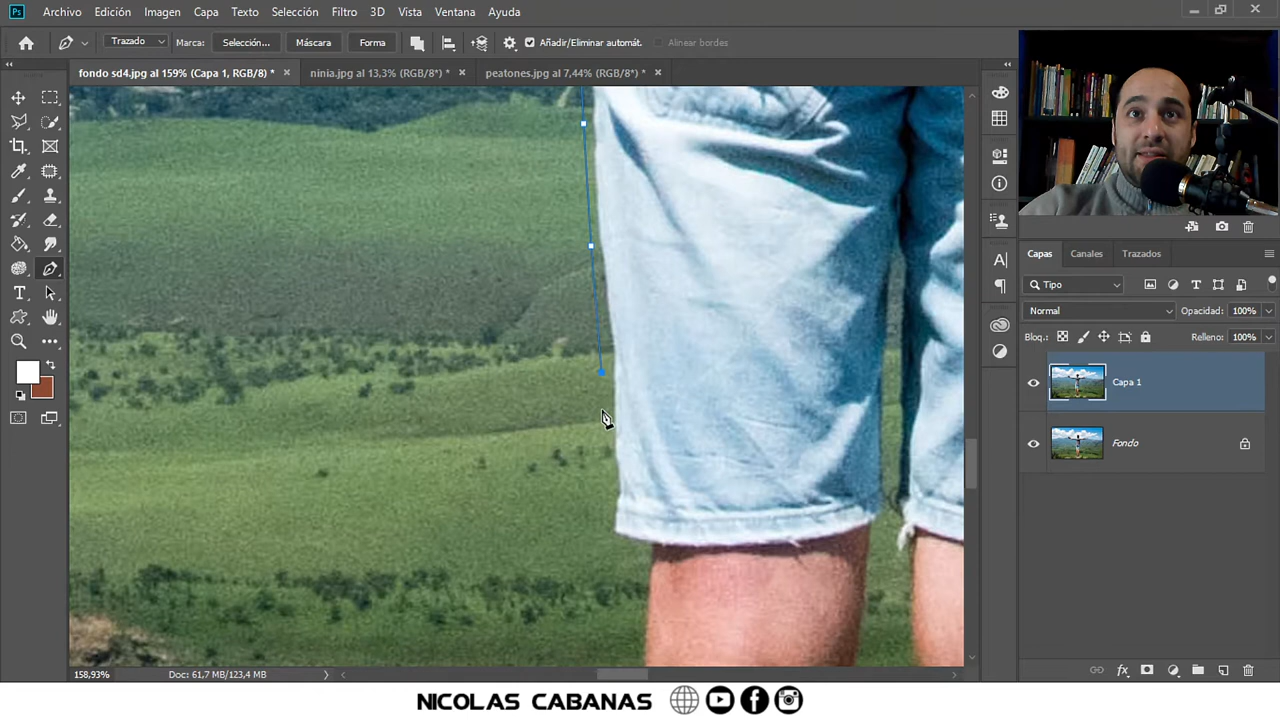 Ps Archivo Edición Imagen Capa Texto Selección Filtro 3D Vista Ventana Ayuda
Trazado Marca: Selección... Máscara Forma Añadir/Eliminar automát. Alinear bordes
fondo sd4.jpg al 159% (Capa 1, RGB/8) * × ninia.jpg al 13,3% (RGB/8*) * × peatones.jpg al 7,44% (RGB/8*) * ×
Capas Canales Trazados
Tipo
Normal Opacidad: 100%
Bloq.: Relleno: 100%
Capa 1
Fondo
158,93% Doc: 61,7 MB/123,4 MB
NICOLAS CABANAS